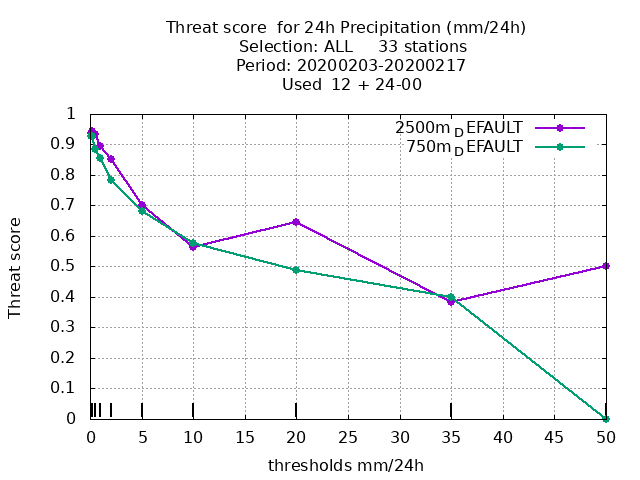 Threat score  for 24h Precipitation (mm/24h)
Selection: ALL     33 stations
Period: 20200203-20200217
Used  12 + 24-00
1
0.9
0.8
0.7
0.6
0.5
0.4
0.3
0.2
0.1
0
Threat score
2500m_DEFAULT
750m_DEFAULT
0 5 10 15 20 25 30 35 40 45 50
thresholds mm/24h